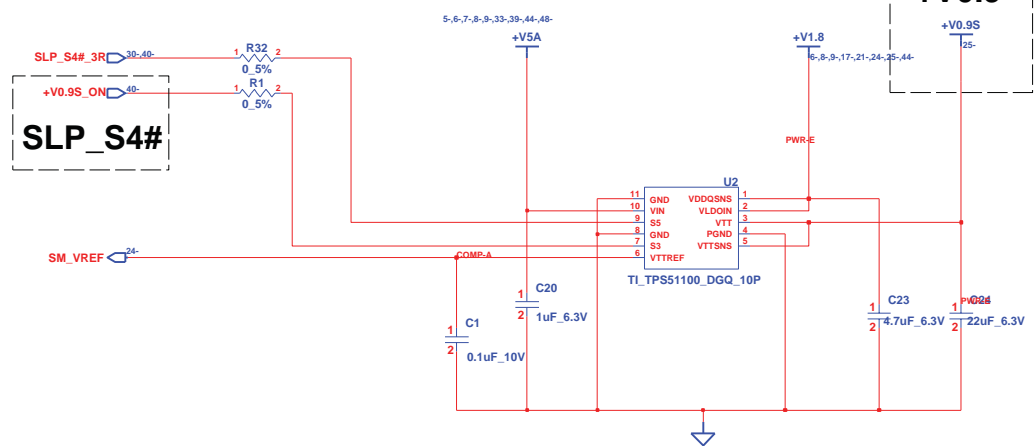 5-,6-,7-,8-,9-,33-,39-,44-,48-
+V5A
+V1.8
6-,8-,9-,17-,21-,24-,25-,44-
+V0.9S
25-
SLP_S4#_3R
30-,40-
1
R32
2
0_5%
+V0.9S_ON
40-
1
R1
2
0_5%
SLP_S4#
PWR-E
U2
11 GND VDDQSNS 1
10 VIN VLDOIN 2
9 S5 VTT 3
8 GND PGND 4
7 S3 VTTSNS 5
6 VTTREF
TI_TPS51100_DGQ_10P
SM_VREF
24-
COMP-A
1
2
C1
0.1uF_10V
1
2
C20
1uF_6.3V
1
2
C23
4.7uF_6.3V
1
2
C24
22uF_6.3V